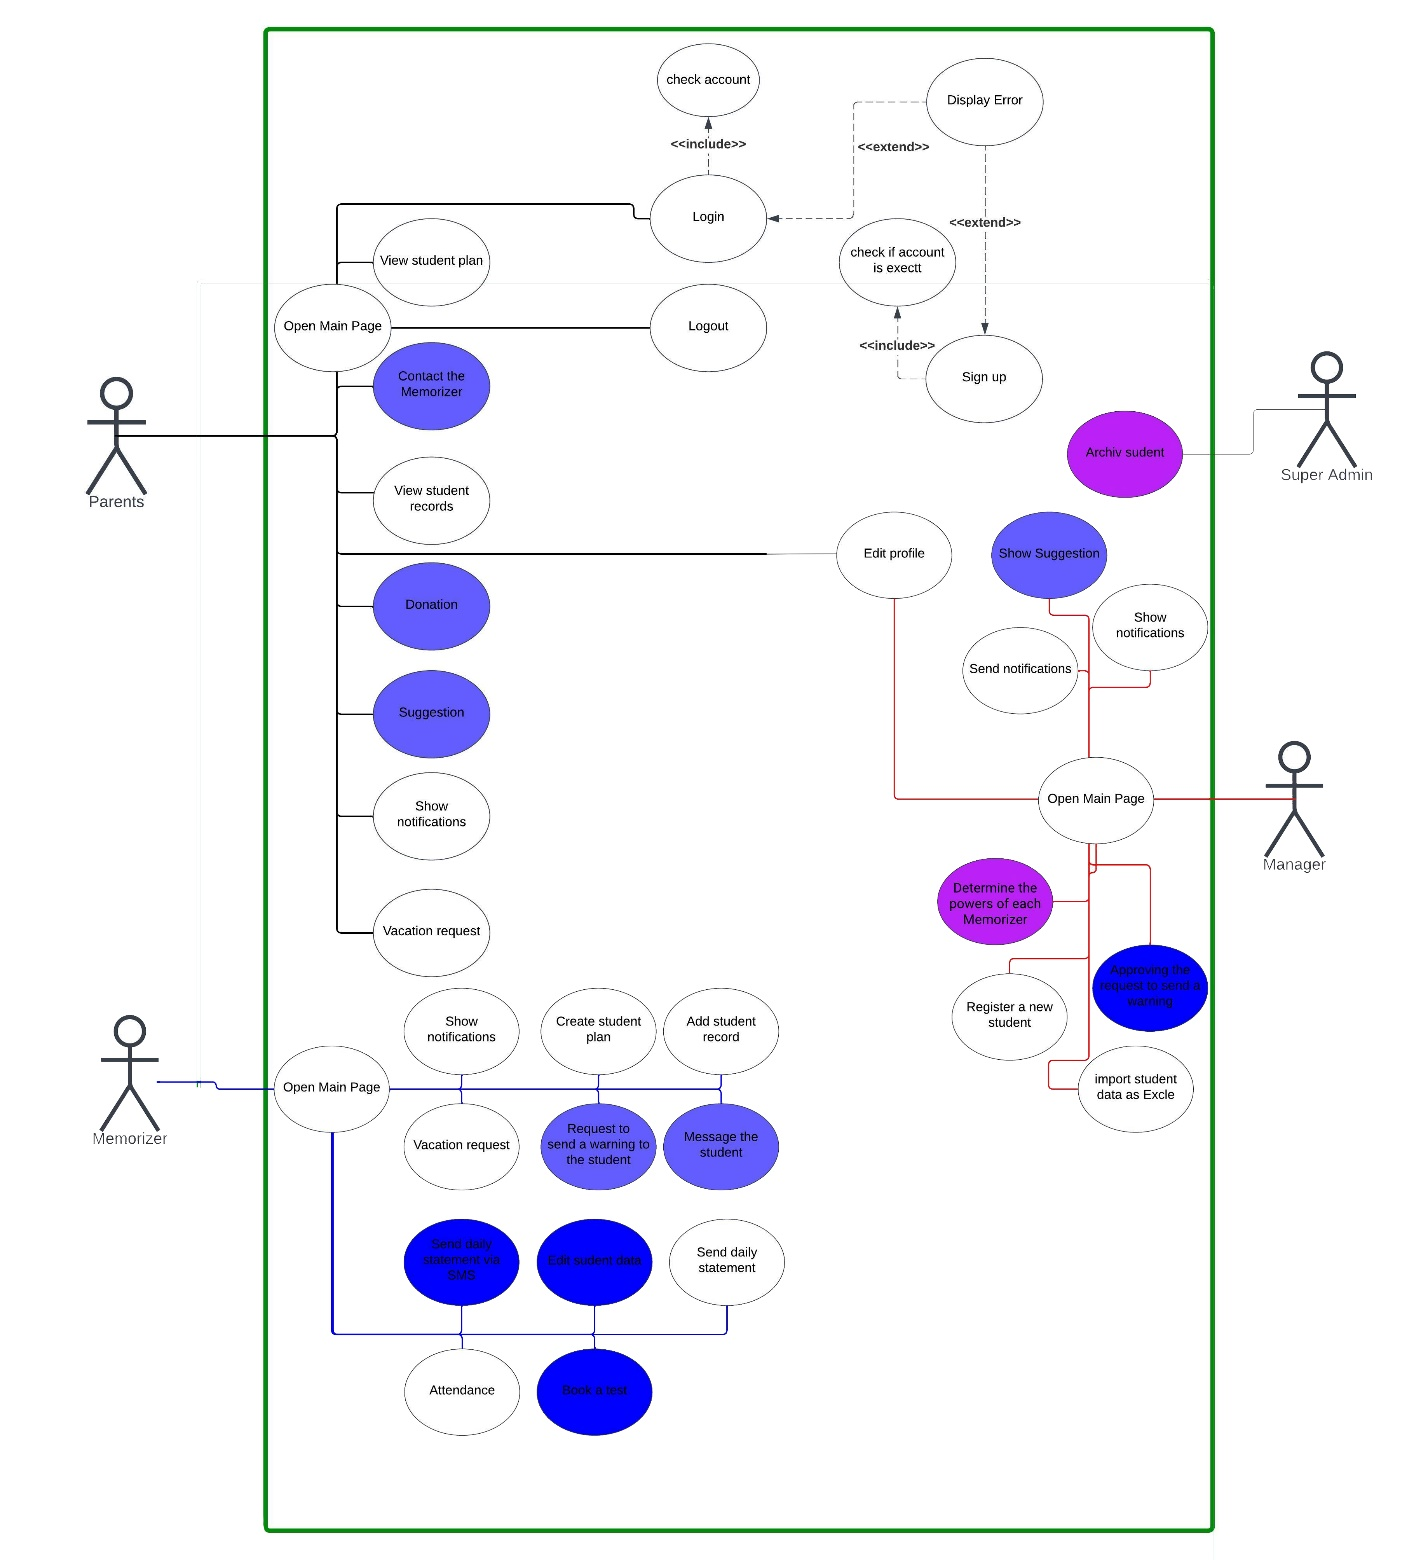 check account
Display Error
<<include>>
<<extend>>
Login
<<extend>>
View student plan
check if account
is exectt
Open Main Page
Logout
<<include>>
Sign up
Contact the
Memorizer
Parents
Archiv sudent
Super Admin
View student
records
Edit profile
Show Suggestion
Donation
Show
notifications
Send notifications
Suggestion
Show
notifications
Open Main Page
Manager
Determine the
powers of each
Memorizer
Vacation request
Approving the
request to send a
warning
Register a new
student
Show
notifications
Create student
plan
Add student
record
Open Main Page
import student
data as Excle
Memorizer
Vacation request
Request to
send a warning to
the student
Message the
student
Send daily
statement via
SMS
Edit sudent data
Send daily
statement
Attendance
Book a test